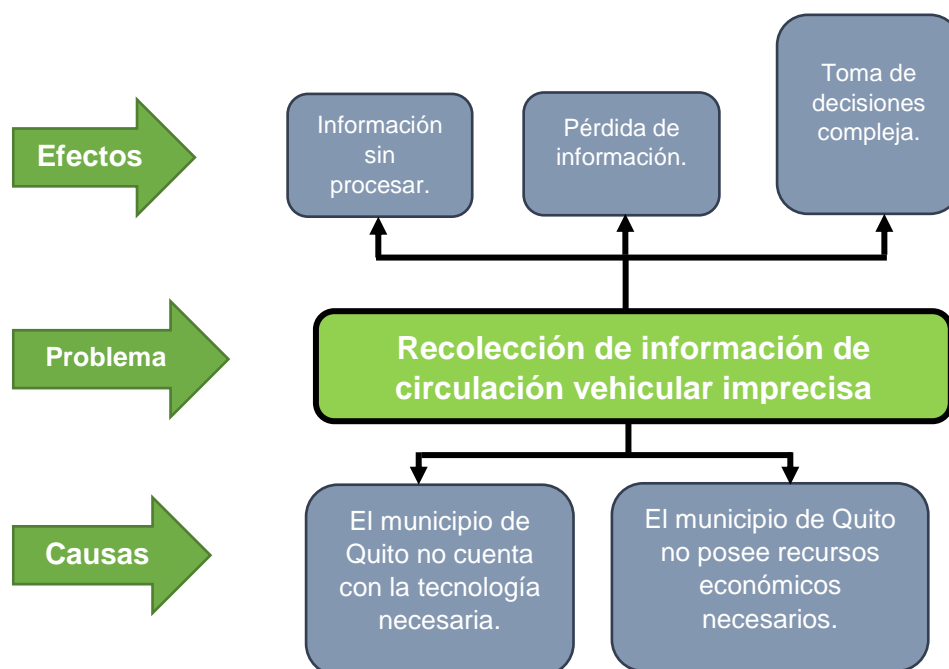 Efectos
Información
sin
procesar.
Pérdida de
información.
Toma de
decisiones
compleja.
Problema
Recolección de información de
circulación vehicular imprecisa
Causas
El municipio de
Quito no cuenta
con la tecnología
necesaria.
El municipio de Quito
no posee recursos
económicos
necesarios.